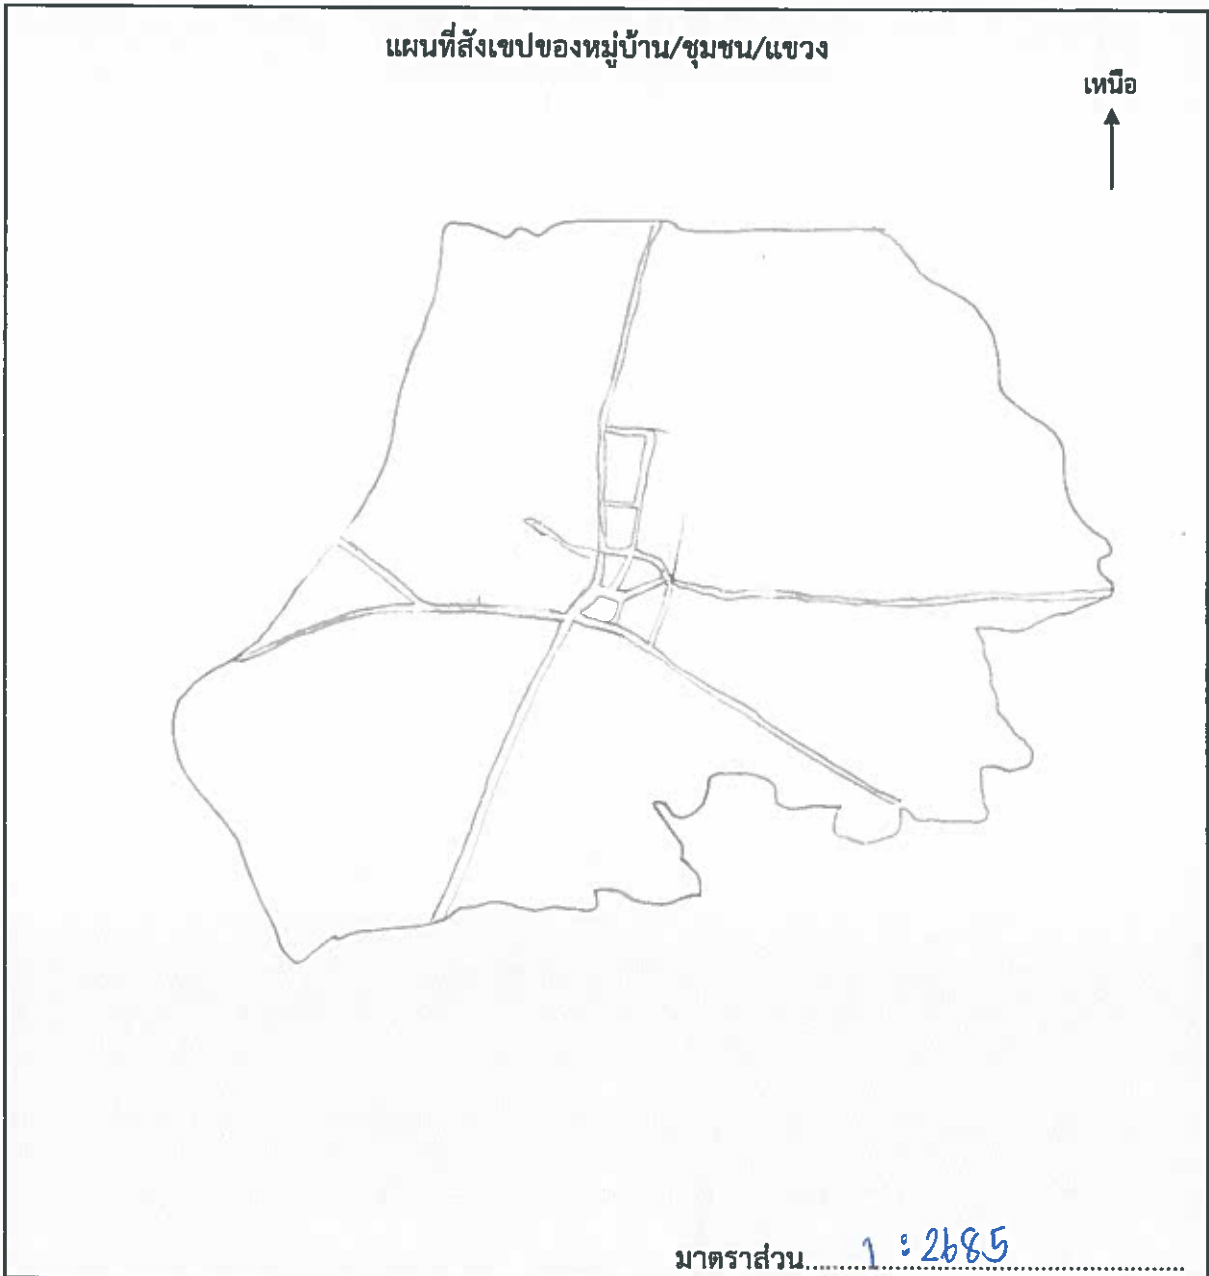 แผนที่สังเขปของหมู่บ้าน/ชุมชน/แขวง
เหนือ
มาตราส่วน.....1 : 2685.....